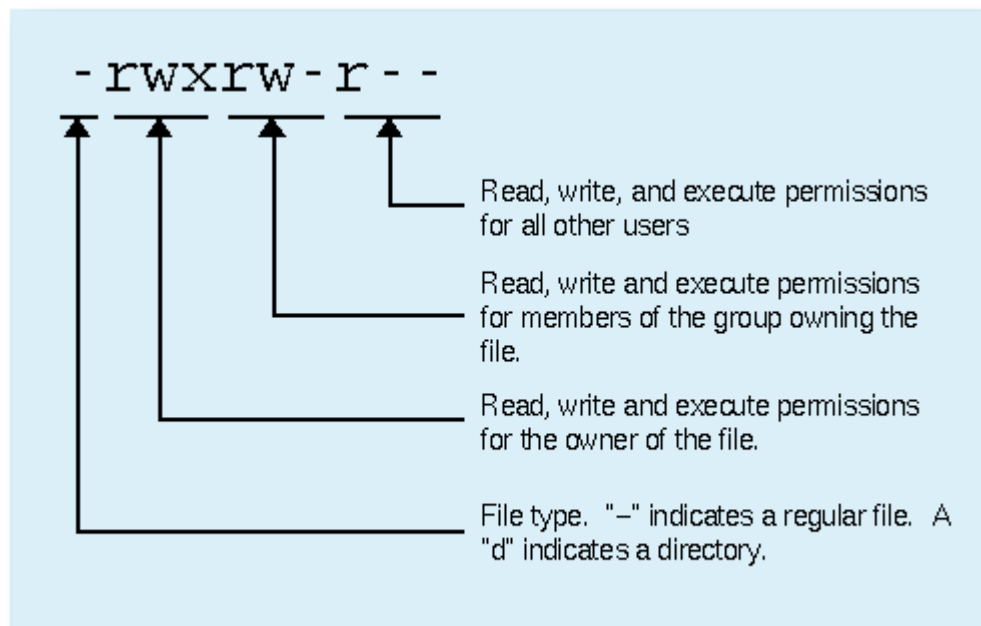 -rwxrw-r--
Read, write, and execute permissions
for all other users
Read, write and execute permissions
for members of the group owning the
file.
Read, write and execute permissions
for the owner of the file.
File type. "–" indicates a regular file. A
"d" indicates a directory.